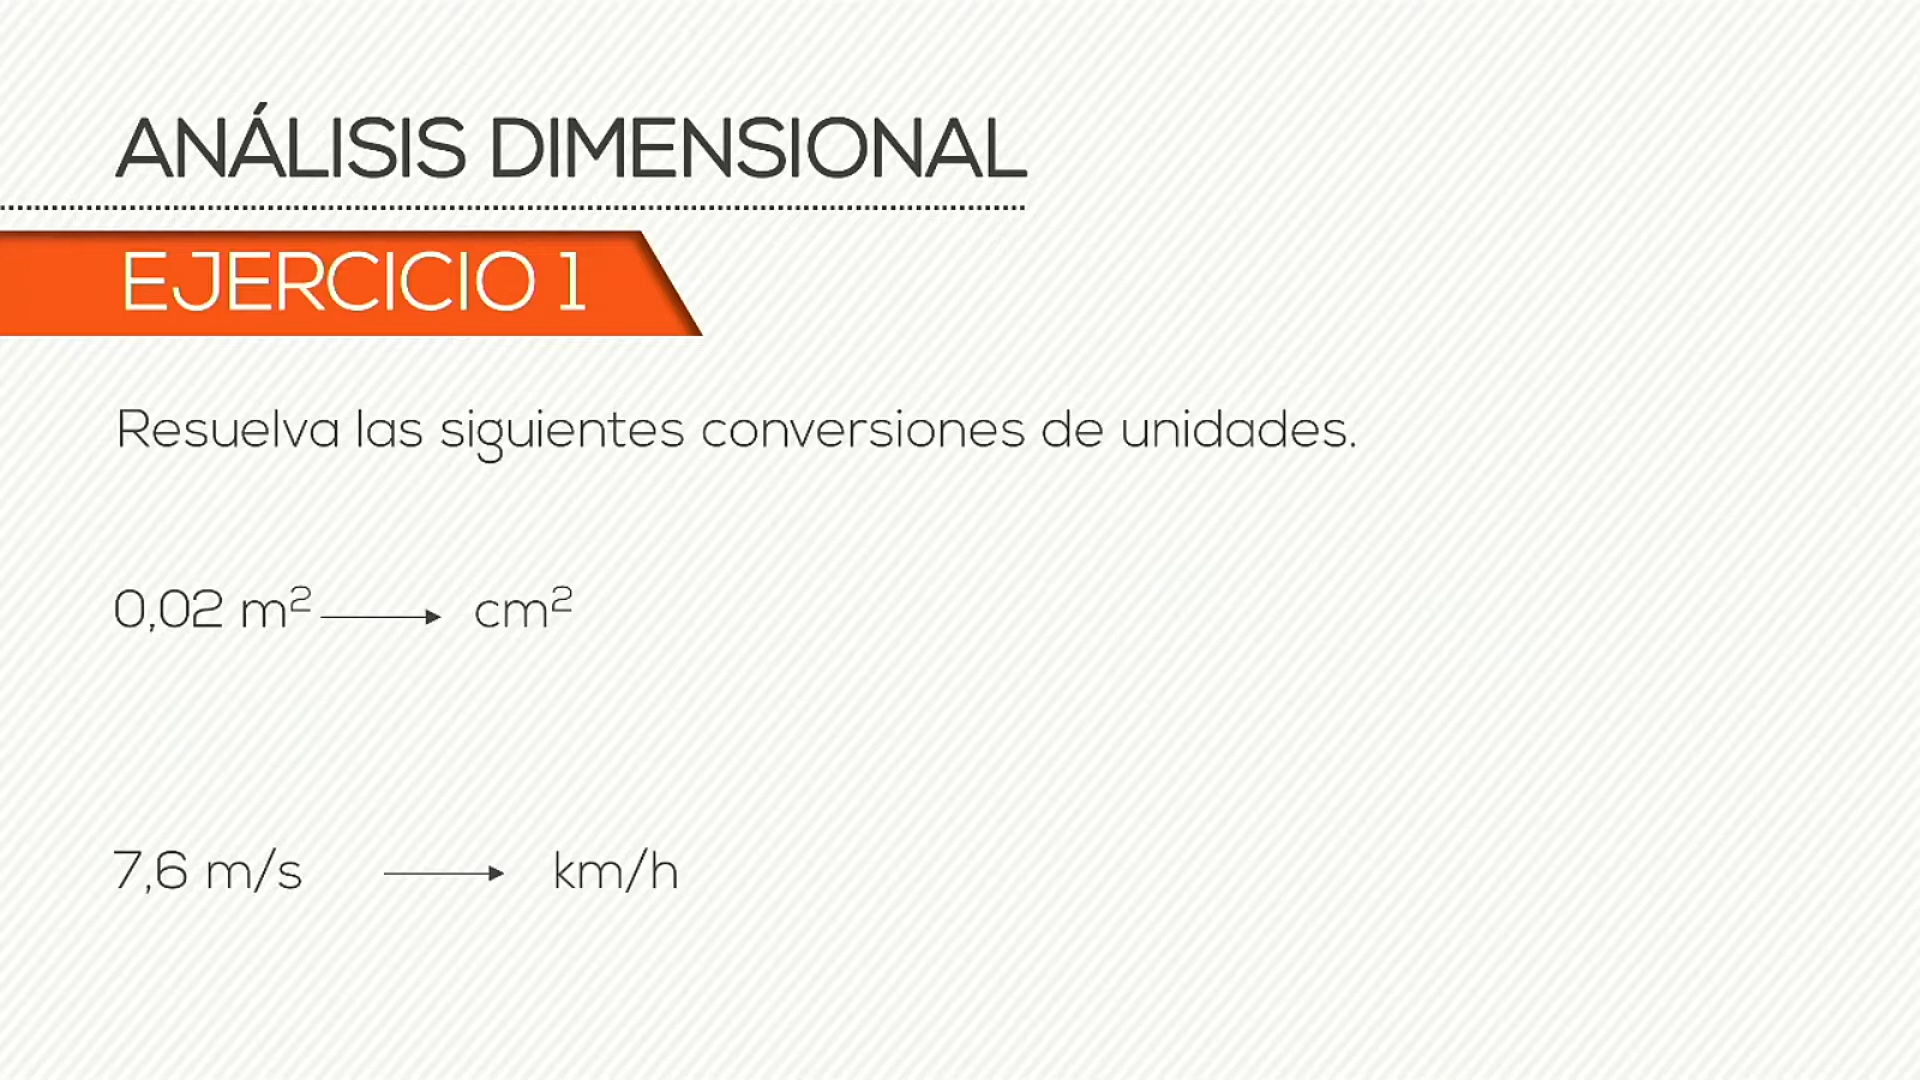 ANÁLISIS DIMENSIONAL
EJERCICIO 1
Resuelva las siguientes conversiones de unidades.
0,02 m² → cm²
7,6 m/s → km/h